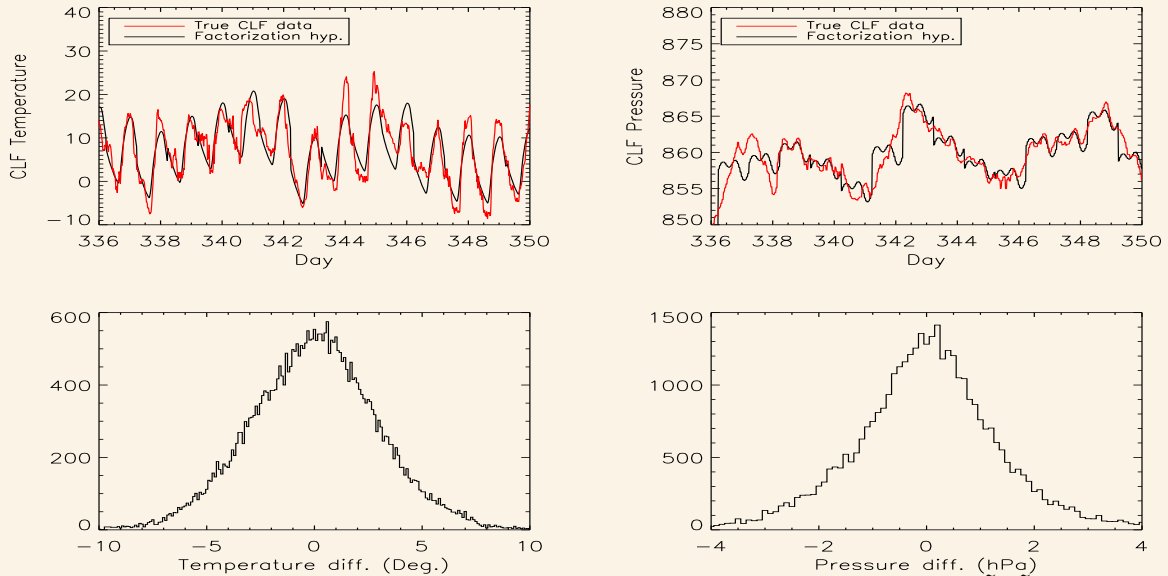 CLF Temperature
40
30
20
10
0
−10
True CLF data
Factorization hyp.
336 338 340 342 344 346 348 350
Day
CLF Pressure
880
875
870
865
860
855
850
True CLF data
Factorization hyp.
336 338 340 342 344 346 348 350
Day
600
400
200
0
−10 −5 0 5 10
Temperature diff. (Deg.)
1500
1000
500
0
−4 −2 0 2 4
Pressure diff. (hPa)